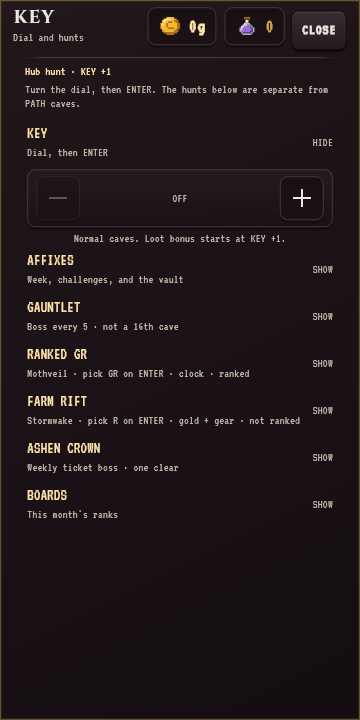 KEY
Dial and hunts
0g
0
CLOSE
Hub hunt · KEY +1
Turn the dial, then ENTER. The hunts below are separate from
PATH caves.
KEY
Dial, then ENTER
HIDE
OFF
Normal caves. Loot bonus starts at KEY +1.
AFFIXES
Week, challenges, and the vault
SHOW
GAUNTLET
Boss every 5 · not a 16th cave
SHOW
RANKED GR
Mothveil · pick GR on ENTER · clock · ranked
SHOW
FARM RIFT
Stormwake · pick R on ENTER · gold + gear · not ranked
SHOW
ASHEN CROWN
Weekly ticket boss · one clear
SHOW
BOARDS
This month's ranks
SHOW